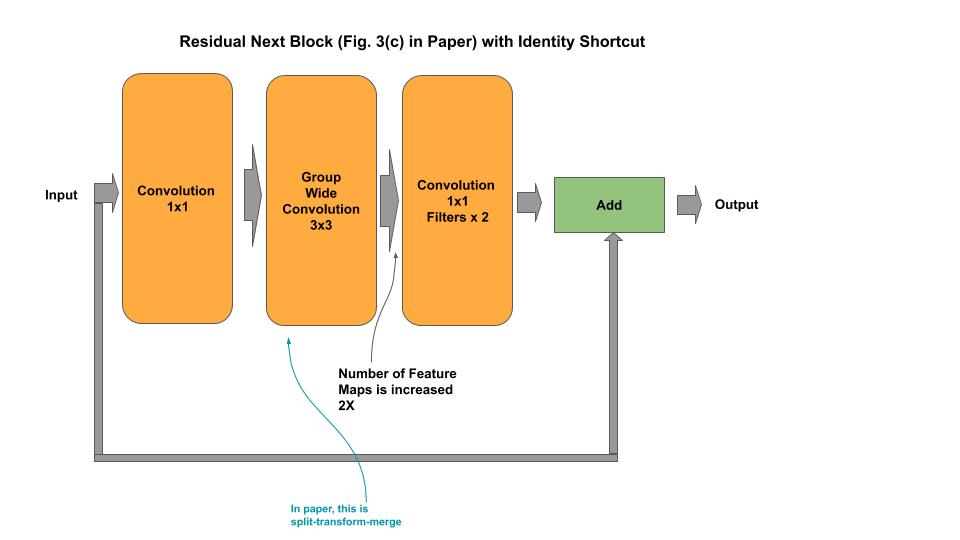 Residual Next Block (Fig. 3(c) in Paper) with Identity Shortcut
Input
Convolution
1x1
Group
Wide
Convolution
3x3
Convolution
1x1
Filters x 2
Add
Output
Number of Feature
Maps is increased
2X
In paper, this is
split-transform-merge